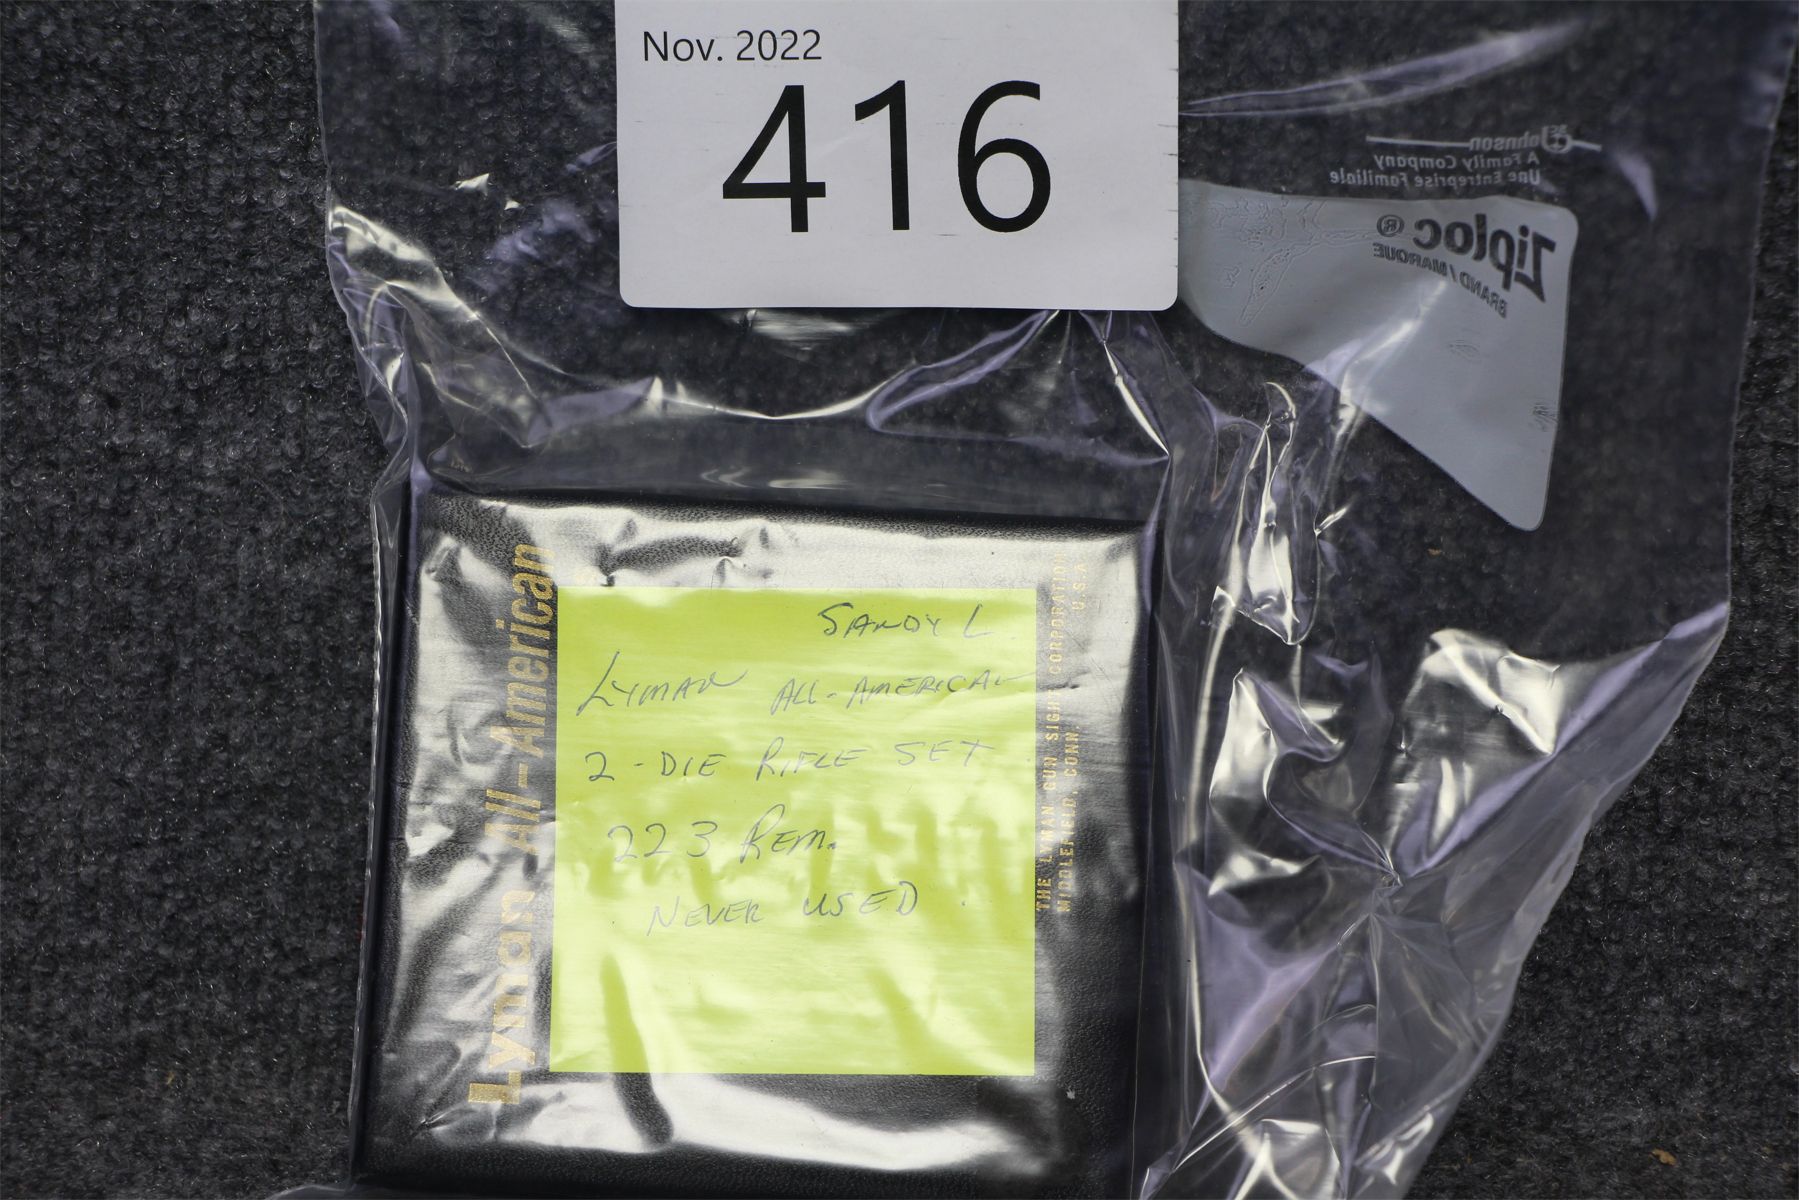 Nov. 2022
416
SC Johnson
A Family Company
Une Entreprise Familiale
Ziploc®
BRAND / MARQUE
Lyman All-American
SANDY L.
LYMAN ALL-AMERICAN
2-DIE RIFLE SET
223 REM.
NEVER USED
THE LYMAN GUN SIGHT CORPORATION
MIDDLEFIELD, CONN. U.S.A.